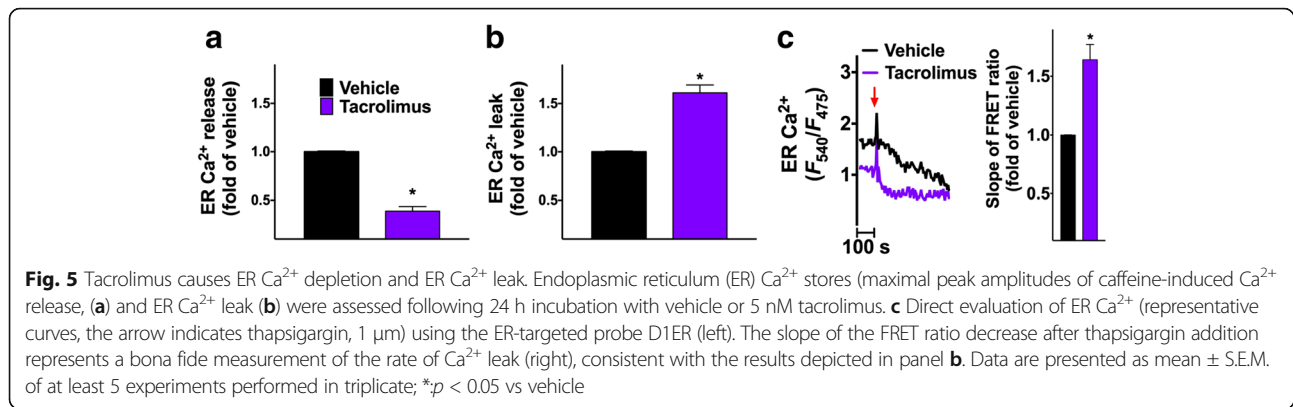 a
b
c
ER Ca²⁺ release
(fold of vehicle)
1.5
1.0
0.5
Vehicle
Tacrolimus
*
ER Ca²⁺ leak
(fold of vehicle)
1.5
1.0
0.5
*
Vehicle
Tacrolimus
ER Ca²⁺
(F₅₄₀/F₄₇₅)
3
2
1
100 s
Slope of FRET ratio
(fold of vehicle)
1.5
1.0
0.5
*
Fig. 5 Tacrolimus causes ER Ca²⁺ depletion and ER Ca²⁺ leak. Endoplasmic reticulum (ER) Ca²⁺ stores (maximal peak amplitudes of caffeine-induced Ca²⁺
release, (a) and ER Ca²⁺ leak (b) were assessed following 24 h incubation with vehicle or 5 nM tacrolimus. c Direct evaluation of ER Ca²⁺ (representative
curves, the arrow indicates thapsigargin, 1 μm) using the ER-targeted probe D1ER (left). The slope of the FRET ratio decrease after thapsigargin addition
represents a bona fide measurement of the rate of Ca²⁺ leak (right), consistent with the results depicted in panel b. Data are presented as mean ± S.E.M.
of at least 5 experiments performed in triplicate; *:p < 0.05 vs vehicle